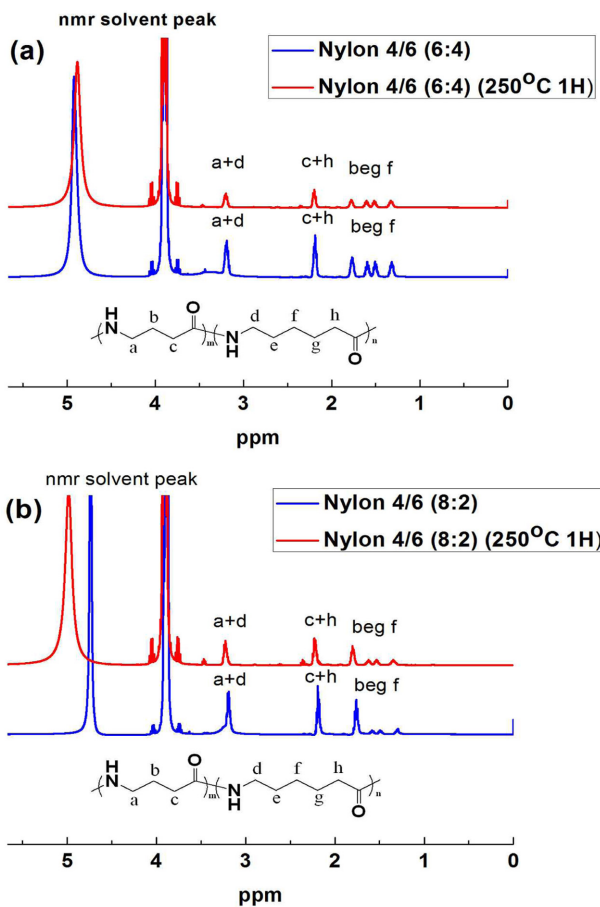 nmr solvent peak
(a)
Nylon 4/6 (6:4)
Nylon 4/6 (6:4) (250OC 1H)
a+d
c+h
beg f
a+d
c+h
beg f
H
N
O
b
a
c
m
N
H
d
f
h
e
g
O
n
5 4 3 2 1 0
ppm
nmr solvent peak
(b)
Nylon 4/6 (8:2)
Nylon 4/6 (8:2) (250OC 1H)
a+d
c+h
beg f
a+d
c+h
beg f
H
N
O
b
a
c
m
N
H
d
f
h
e
g
O
n
5 4 3 2 1 0
ppm